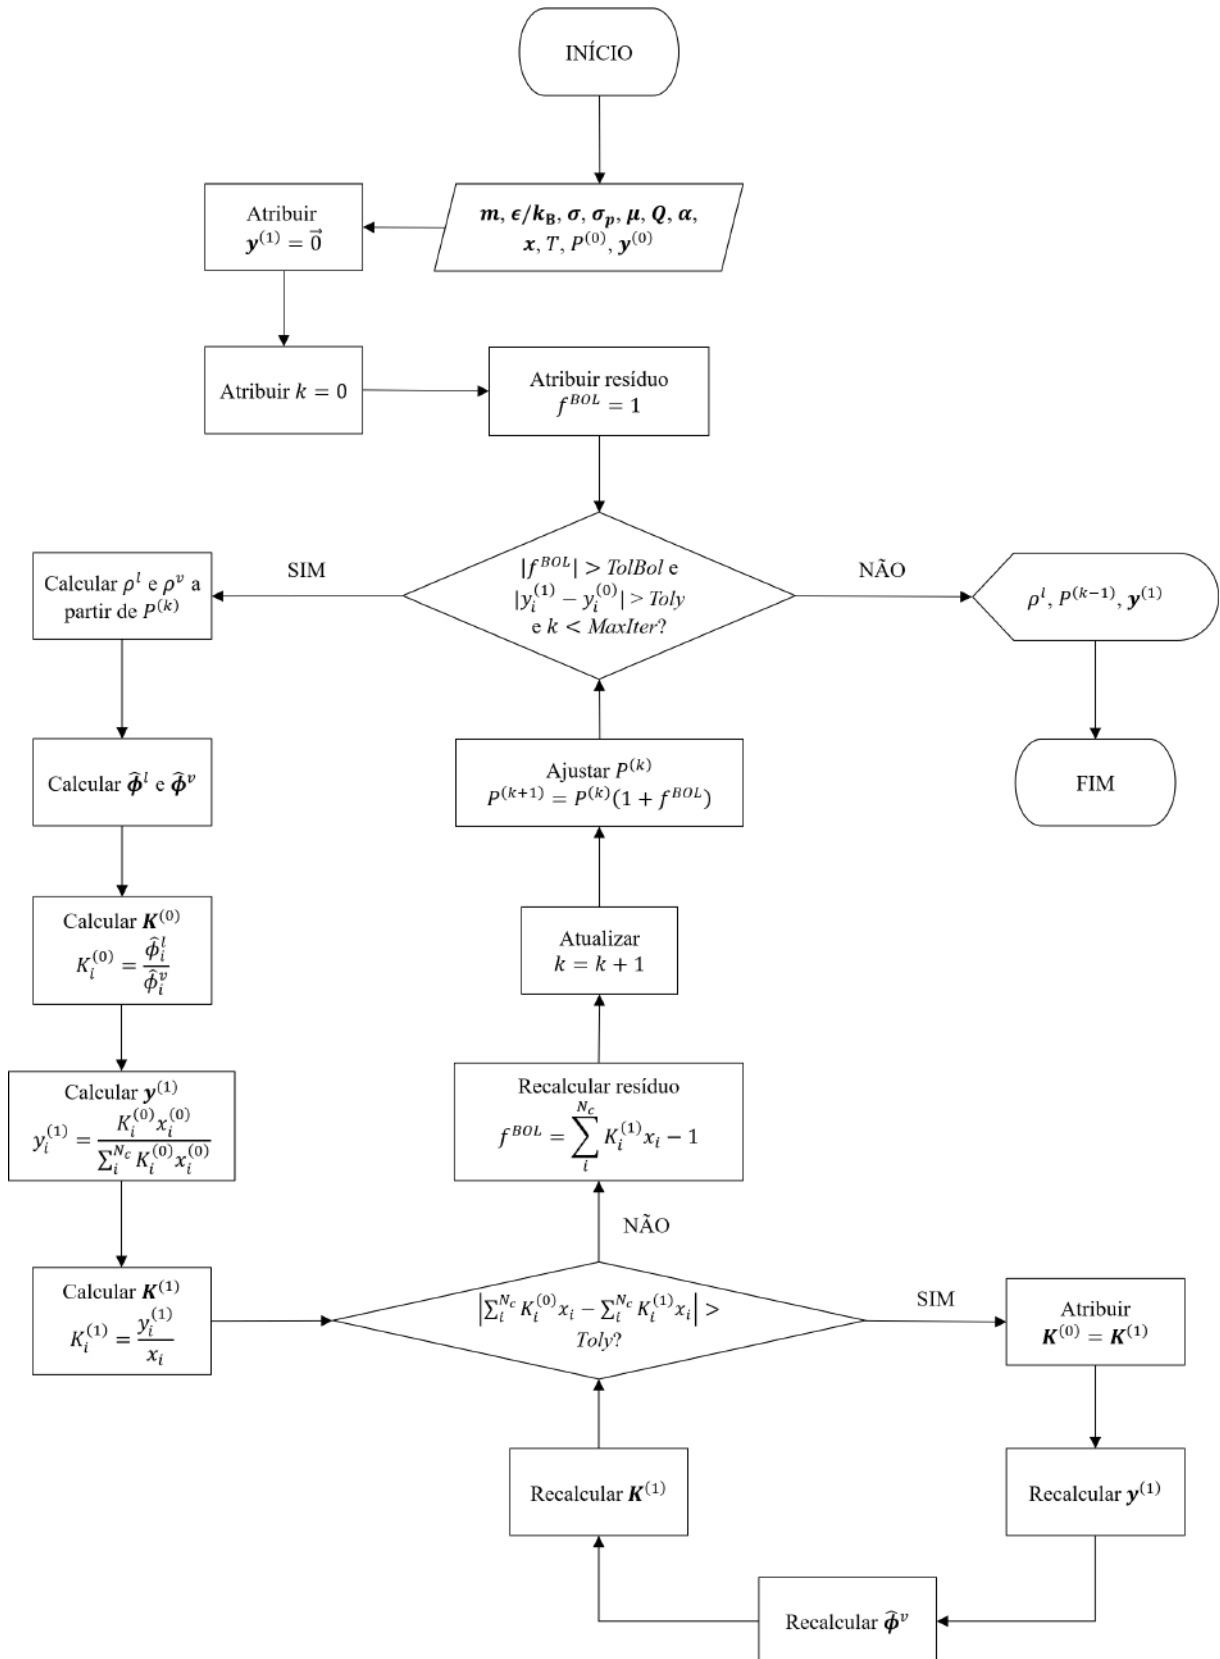 INÍCIO
𝒎, 𝝐/𝒌_𝐁, 𝝈, 𝝈_𝒑, 𝝁, 𝑸, 𝜶,
𝒙, T, P^(0), 𝒚^(0)
Atribuir
𝒚^(1) = 0⃗
Atribuir k = 0
Atribuir resíduo
f^BOL = 1
|f^BOL| > TolBol e
|y_i^(1) − y_i^(0)| > Toly
e k < MaxIter?
SIM
NÃO
Calcular ρ^l e ρ^v a
partir de P^(k)
ρ^l, P^(k−1), 𝒚^(1)
FIM
Calcular 𝝓̂^l e 𝝓̂^v
Calcular 𝑲^(0)
K_i^(0) = ϕ̂_i^l / ϕ̂_i^v
Calcular 𝒚^(1)
y_i^(1) = K_i^(0) x_i^(0) / ∑_i^{N_c} K_i^(0) x_i^(0)
Calcular 𝑲^(1)
K_i^(1) = y_i^(1) / x_i
|∑_i^{N_c} K_i^(0) x_i − ∑_i^{N_c} K_i^(1) x_i| >
Toly?
NÃO
Recalcular resíduo
f^BOL = ∑_i^{N_c} K_i^(1) x_i − 1
Atualizar
k = k + 1
Ajustar P^(k)
P^(k+1) = P^(k)(1 + f^BOL)
SIM
Atribuir
𝑲^(0) = 𝑲^(1)
Recalcular 𝒚^(1)
Recalcular 𝝓̂^v
Recalcular 𝑲^(1)